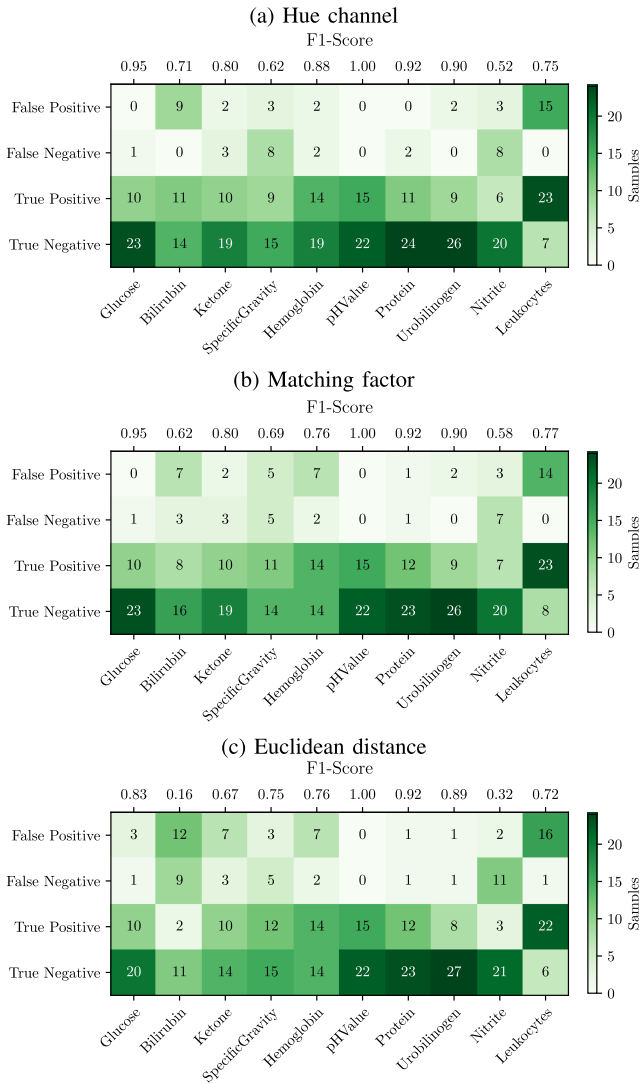 (a) Hue channel
F1-Score
0.95 0.71 0.80 0.62 0.88 1.00 0.92 0.90 0.52 0.75
False Positive 0 9 2 3 2 0 0 2 3 15
False Negative 1 0 3 8 2 0 2 0 8 0
True Positive 10 11 10 9 14 15 11 9 6 23
True Negative 23 14 19 15 19 22 24 26 20 7
Glucose Bilirubin Ketone SpecificGravity Hemoglobin pHValue Protein Urobilinogen Nitrite Leukocytes
20
15
10
5
0
Samples
(b) Matching factor
F1-Score
0.95 0.62 0.80 0.69 0.76 1.00 0.92 0.90 0.58 0.77
False Positive 0 7 2 5 7 0 1 2 3 14
False Negative 1 3 3 5 2 0 1 0 7 0
True Positive 10 8 10 11 14 15 12 9 7 23
True Negative 23 16 19 14 14 22 23 26 20 8
Glucose Bilirubin Ketone SpecificGravity Hemoglobin pHValue Protein Urobilinogen Nitrite Leukocytes
20
15
10
5
0
Samples
(c) Euclidean distance
F1-Score
0.83 0.16 0.67 0.75 0.76 1.00 0.92 0.89 0.32 0.72
False Positive 3 12 7 3 7 0 1 1 2 16
False Negative 1 9 3 5 2 0 1 1 11 1
True Positive 10 2 10 12 14 15 12 8 3 22
True Negative 20 11 14 15 14 22 23 27 21 6
Glucose Bilirubin Ketone SpecificGravity Hemoglobin pHValue Protein Urobilinogen Nitrite Leukocytes
20
15
10
5
0
Samples